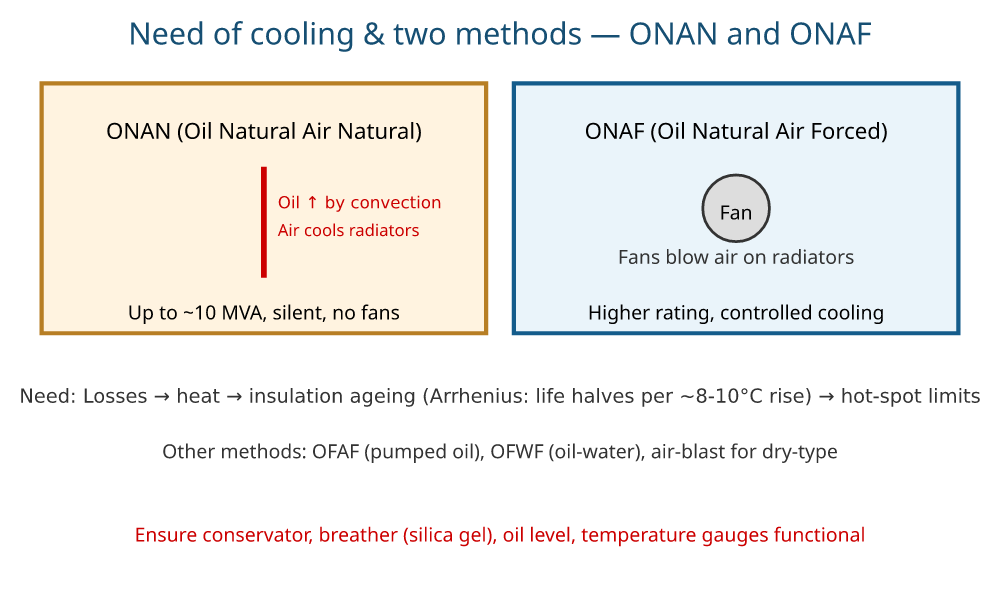 Need of cooling & two methods — ONAN and ONAF
ONAN (Oil Natural Air Natural)
Oil ↑ by convection
Air cools radiators
Up to ~10 MVA, silent, no fans
ONAF (Oil Natural Air Forced)
Fan
Fans blow air on radiators
Higher rating, controlled cooling
Need: Losses → heat → insulation ageing (Arrhenius: life halves per ~8-10°C rise) → hot-spot limits
Other methods: OFAF (pumped oil), OFWF (oil-water), air-blast for dry-type
Ensure conservator, breather (silica gel), oil level, temperature gauges functional